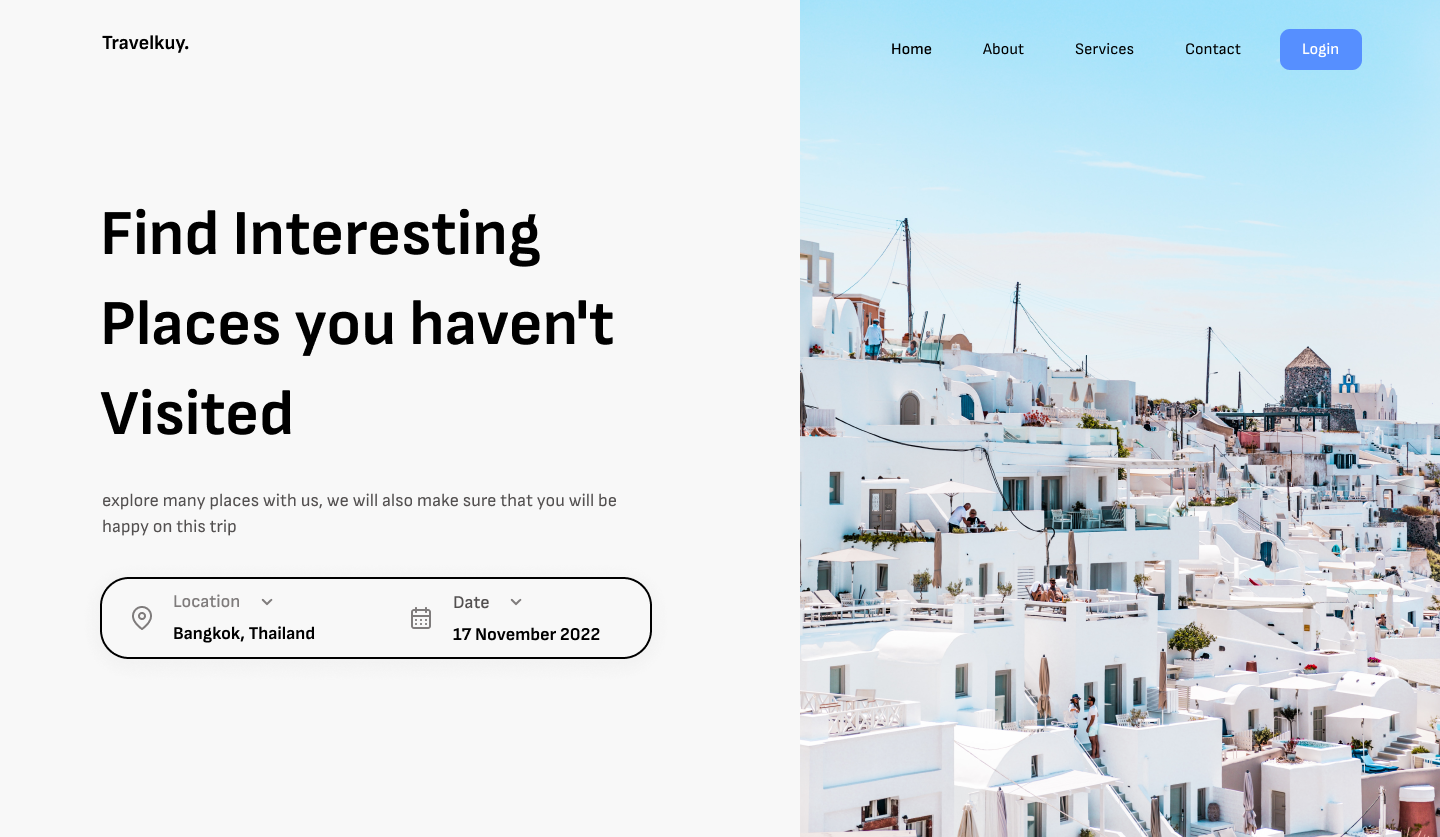 Travelkuy.
Home About Services Contact Login
Find Interesting
Places you haven't
Visited
explore many places with us, we will also make sure that you will be
happy on this trip
Location Date
Bangkok, Thailand 17 November 2022